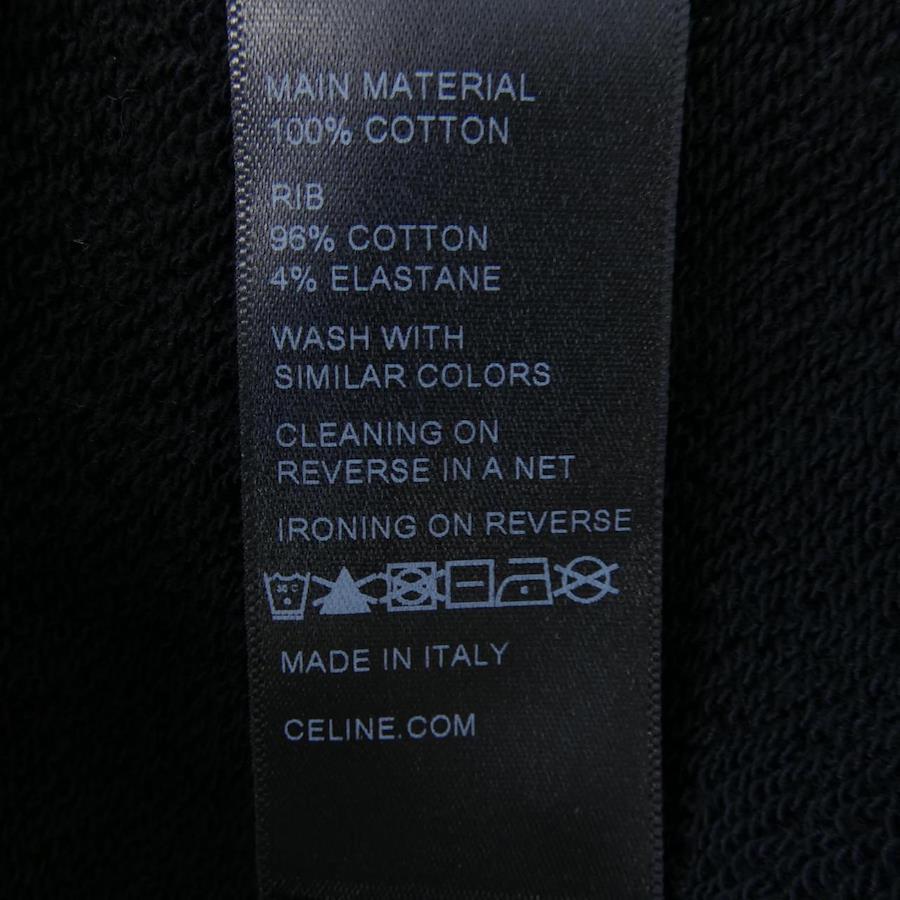 MAIN MATERIAL
100% COTTON
RIB
96% COTTON
4% ELASTANE
WASH WITH
SIMILAR COLORS
CLEANING ON
REVERSE IN A NET
IRONING ON REVERSE
30°C
MADE IN ITALY
CELINE.COM